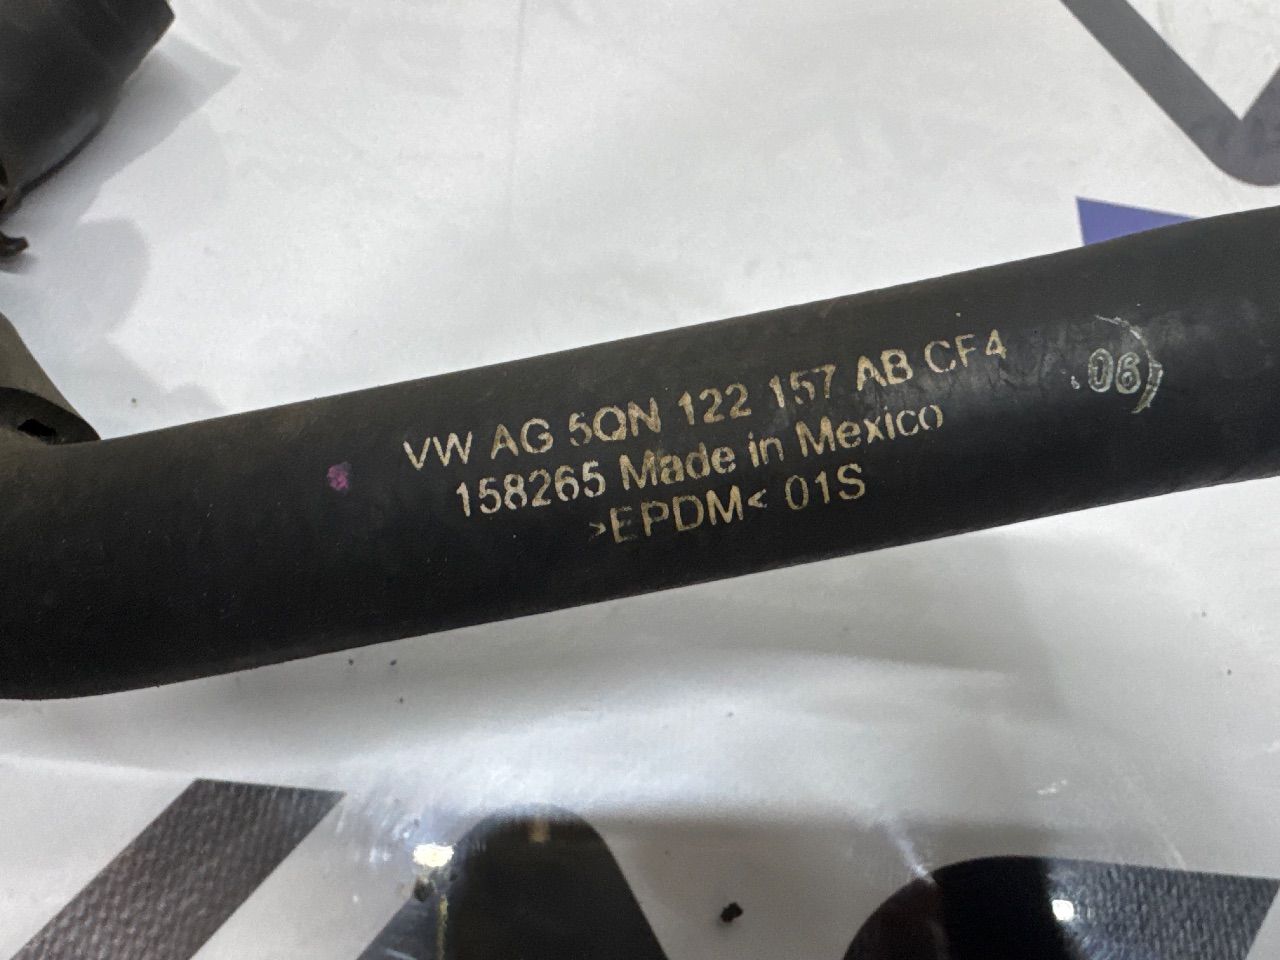 VW AG 5QN 122 157 AB CF4
158265 Made in Mexico
>EPDM< 01S
06